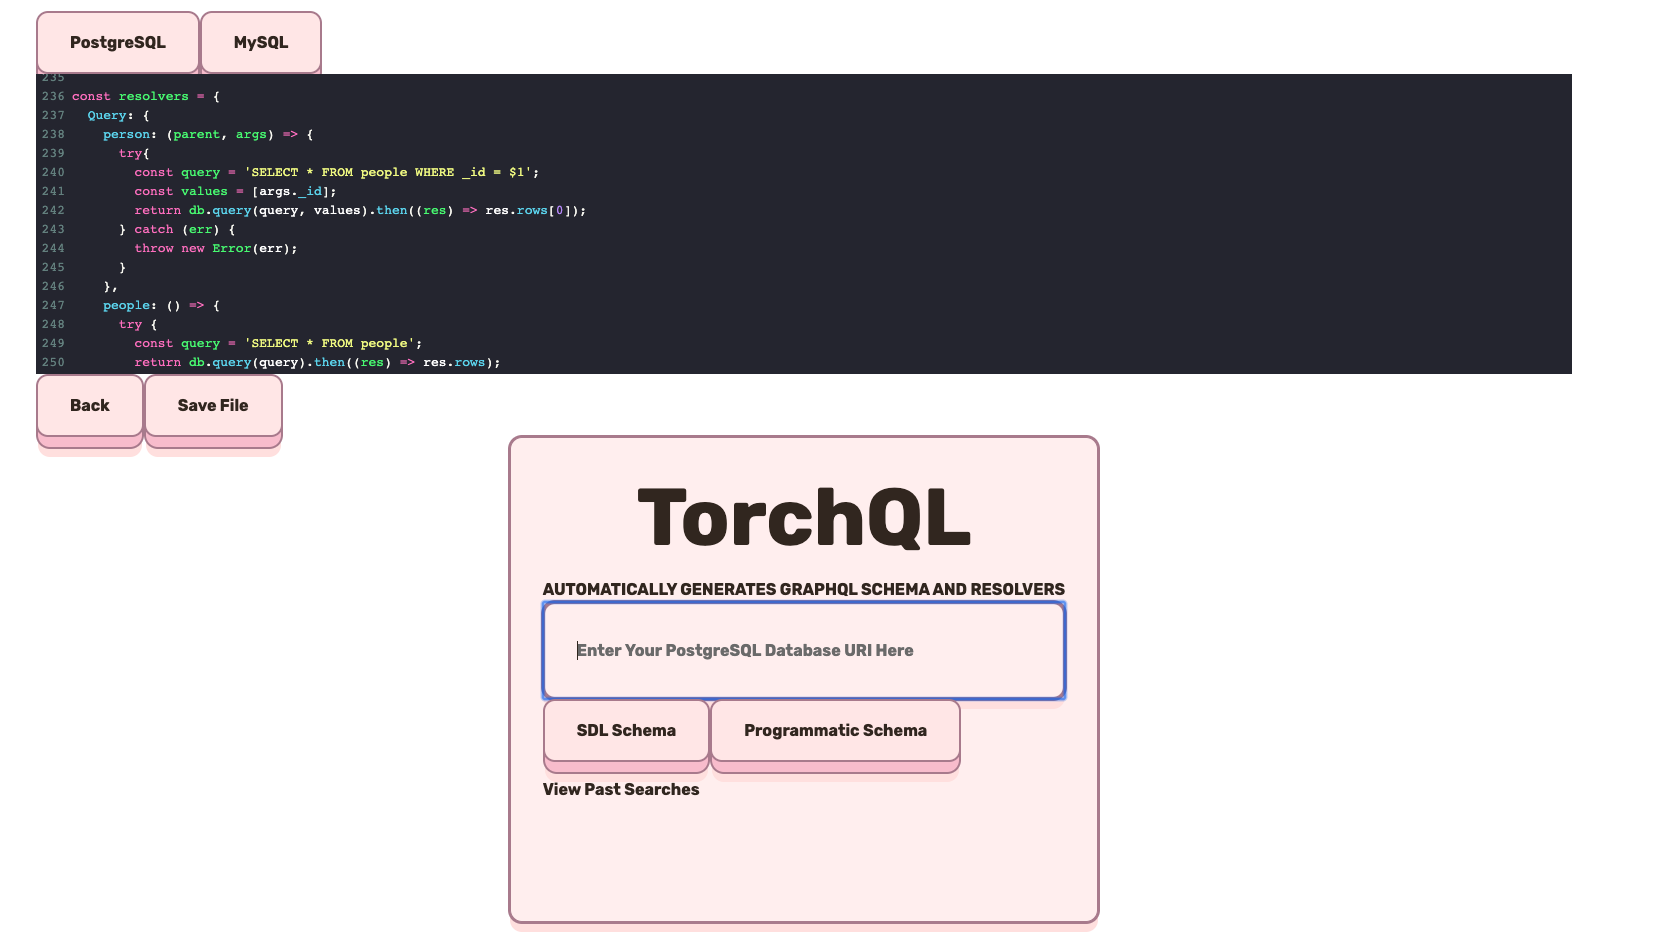 PostgreSQL
MySQL
235
236 const resolvers = {
237   Query: {
238     person: (parent, args) => {
239       try{
240         const query = 'SELECT * FROM people WHERE _id = $1';
241         const values = [args._id];
242         return db.query(query, values).then((res) => res.rows[0]);
243       } catch (err) {
244         throw new Error(err);
245       }
246     },
247     people: () => {
248       try {
249         const query = 'SELECT * FROM people';
250         return db.query(query).then((res) => res.rows);
Back
Save File
TorchQL
AUTOMATICALLY GENERATES GRAPHQL SCHEMA AND RESOLVERS
Enter Your PostgreSQL Database URI Here
SDL Schema
Programmatic Schema
View Past Searches